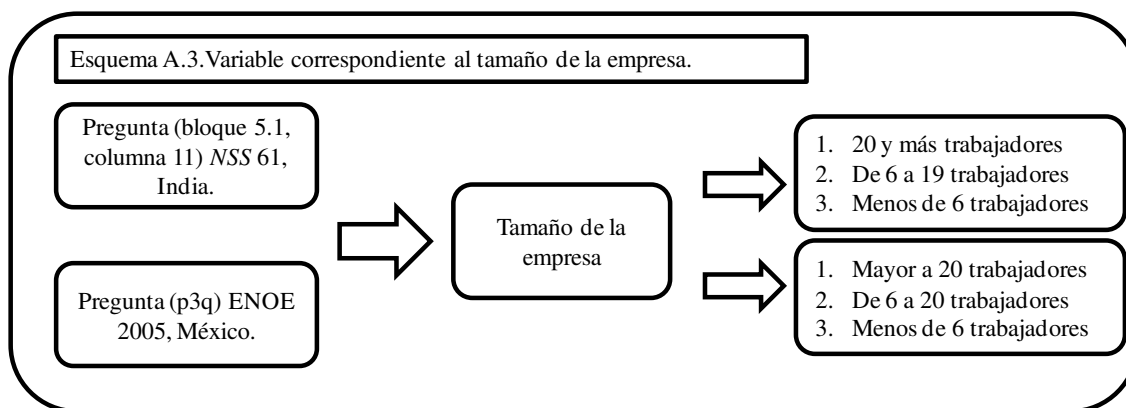 Esquema A.3.Variable correspondiente al tamaño de la empresa.
Pregunta (bloque 5.1,
columna 11) NSS 61,
India.
Pregunta (p3q) ENOE
2005, México.
Tamaño de la
empresa
1. 20 y más trabajadores
2. De 6 a 19 trabajadores
3. Menos de 6 trabajadores
1. Mayor a 20 trabajadores
2. De 6 a 20 trabajadores
3. Menos de 6 trabajadores